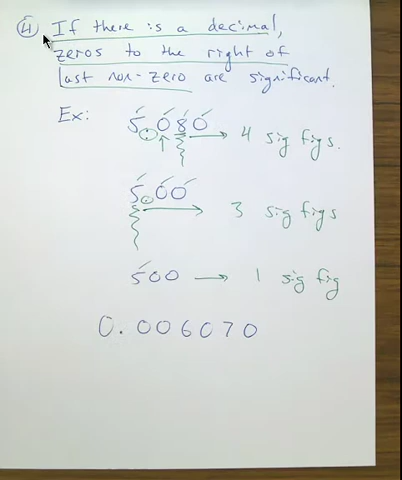 ④ If there is a decimal,
zeros to the right of
last non-zero are significant.
Ex:
5.080 → 4 sig figs.
5.00 → 3 sig figs
500 → 1 sig fig
0.006070